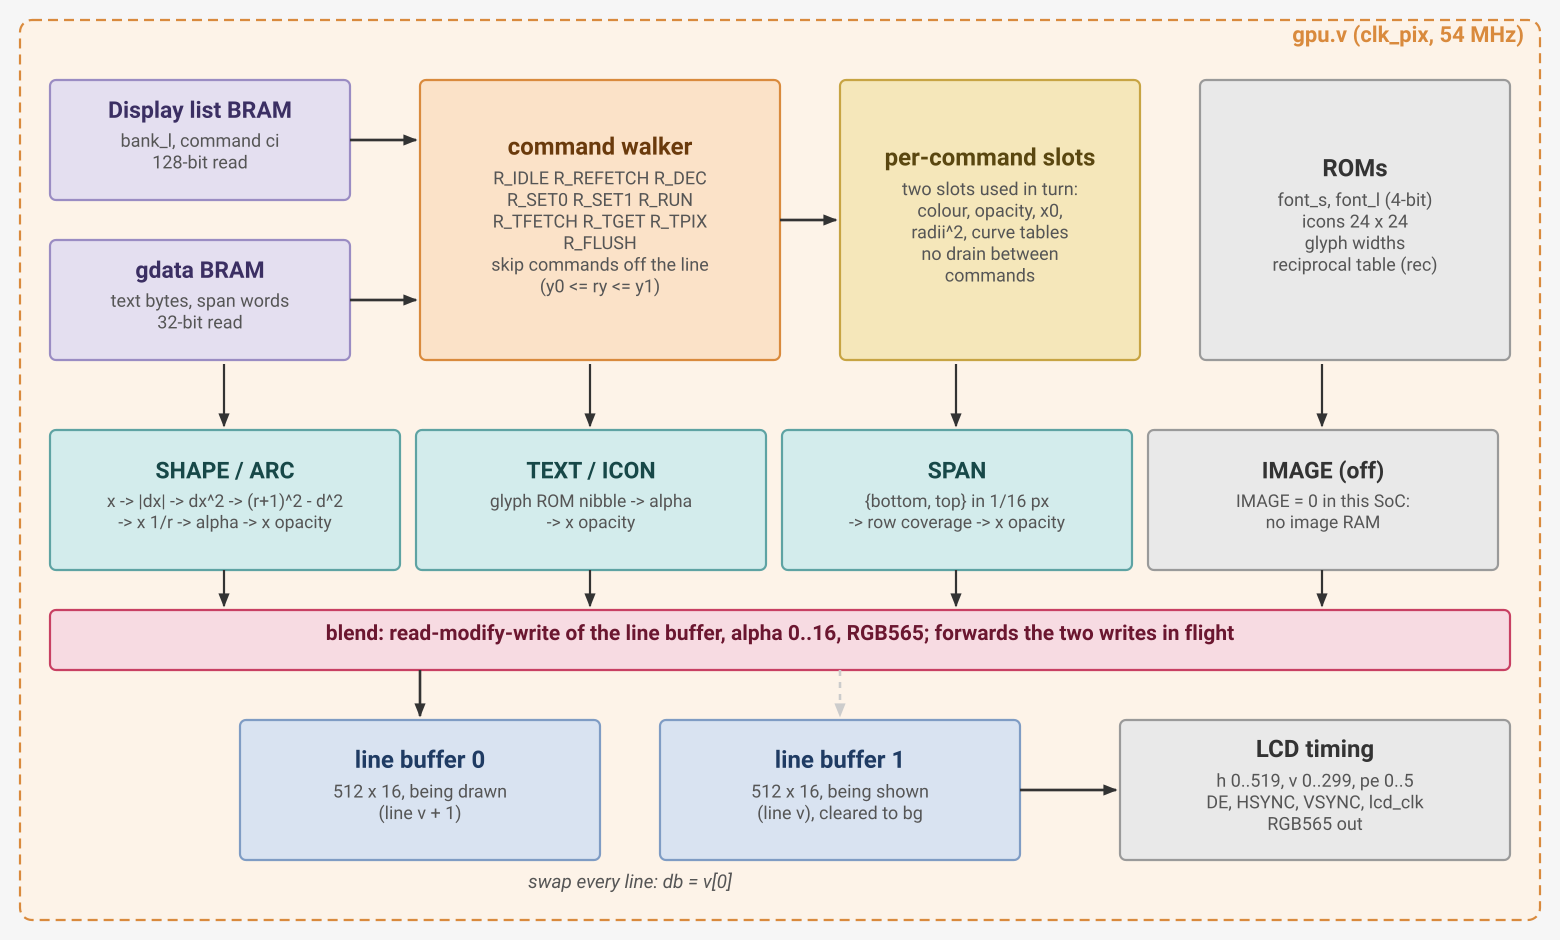 gpu.v (clk_pix, 54 MHz)
Display list BRAM
bank_l, command ci
128-bit read
gdata BRAM
text bytes, span words
32-bit read
command walker
R_IDLE R_REFETCH R_DEC
R_SET0 R_SET1 R_RUN
R_TFETCH R_TGET R_TPIX
R_FLUSH
skip commands off the line
(y0 <= ry <= y1)
per-command slots
two slots used in turn:
colour, opacity, x0,
radii^2, curve tables
no drain between
commands
ROMs
font_s, font_l (4-bit)
icons 24 x 24
glyph widths
reciprocal table (rec)
SHAPE / ARC
x -> |dx| -> dx^2 -> (r+1)^2 - d^2
-> x 1/r -> alpha -> x opacity
TEXT / ICON
glyph ROM nibble -> alpha
-> x opacity
SPAN
{bottom, top} in 1/16 px
-> row coverage -> x opacity
IMAGE (off)
IMAGE = 0 in this SoC:
no image RAM
blend: read-modify-write of the line buffer, alpha 0..16, RGB565; forwards the two writes in flight
line buffer 0
512 x 16, being drawn
(line v + 1)
line buffer 1
512 x 16, being shown
(line v), cleared to bg
LCD timing
h 0..519, v 0..299, pe 0..5
DE, HSYNC, VSYNC, lcd_clk
RGB565 out
swap every line: db = v[0]